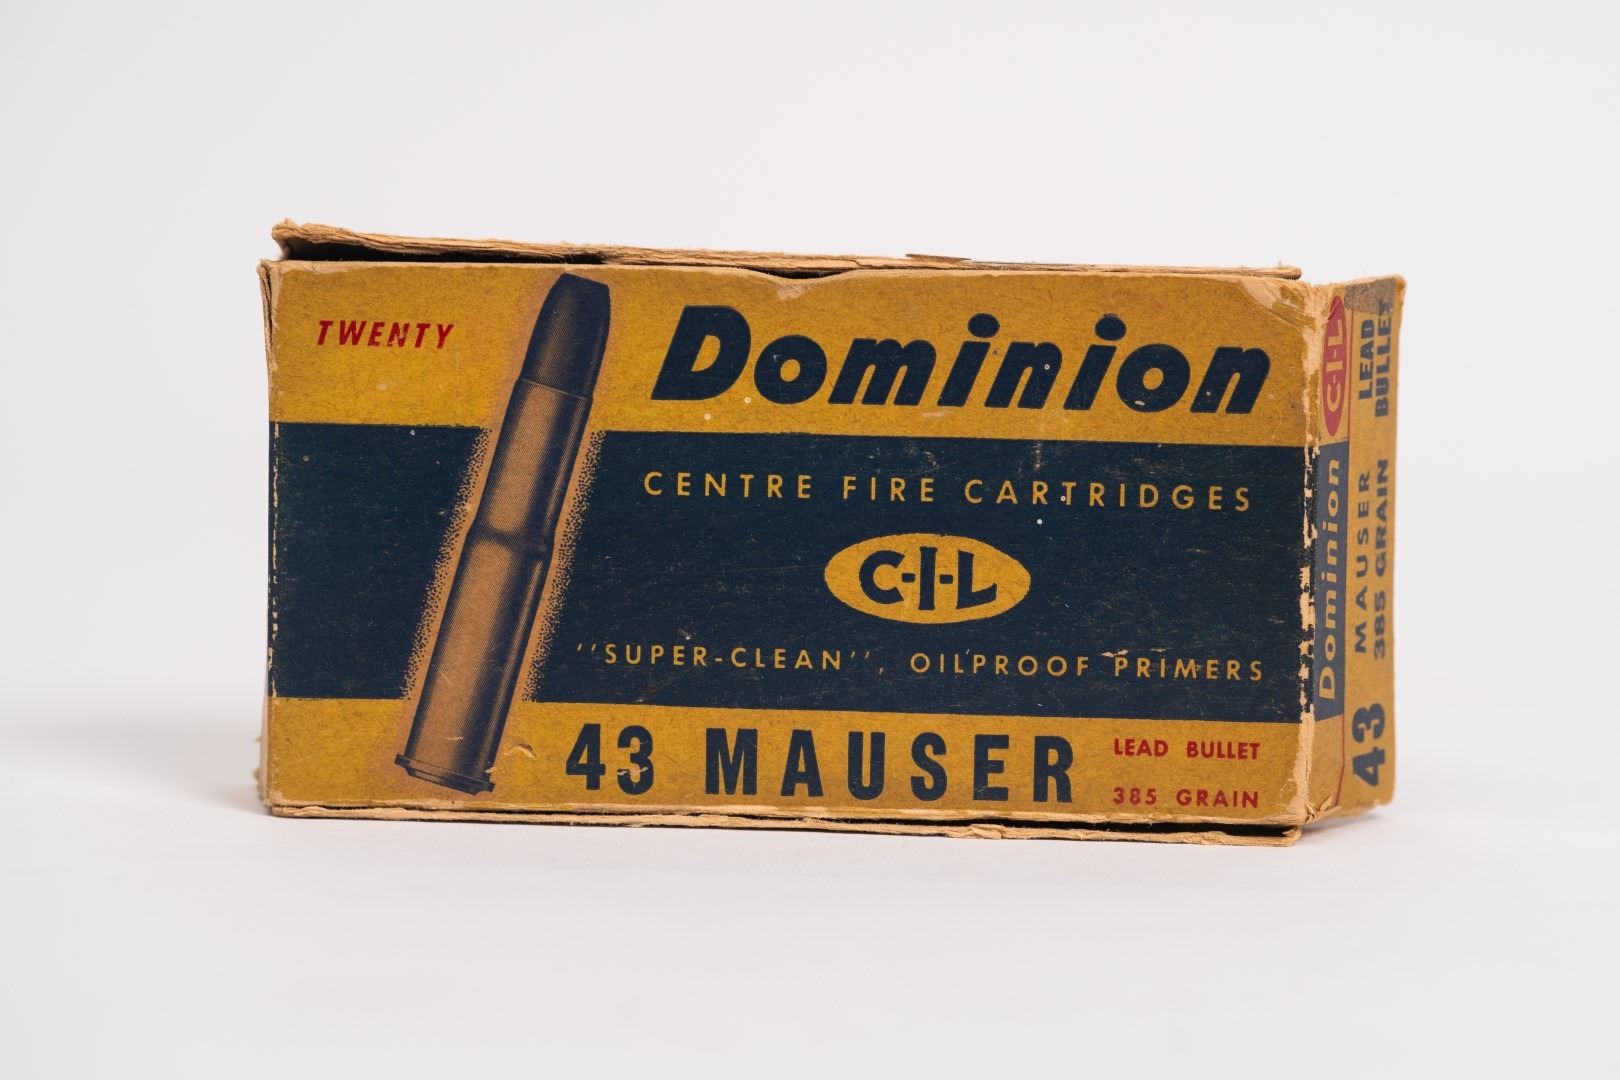 TWENTY
Dominion
CENTRE FIRE CARTRIDGES
C-I-L
"SUPER-CLEAN", OILPROOF PRIMERS
43 MAUSER
LEAD BULLET
385 GRAIN
C-I-L
Dominion
43 MAUSER LEAD
385 GRAIN BULLET